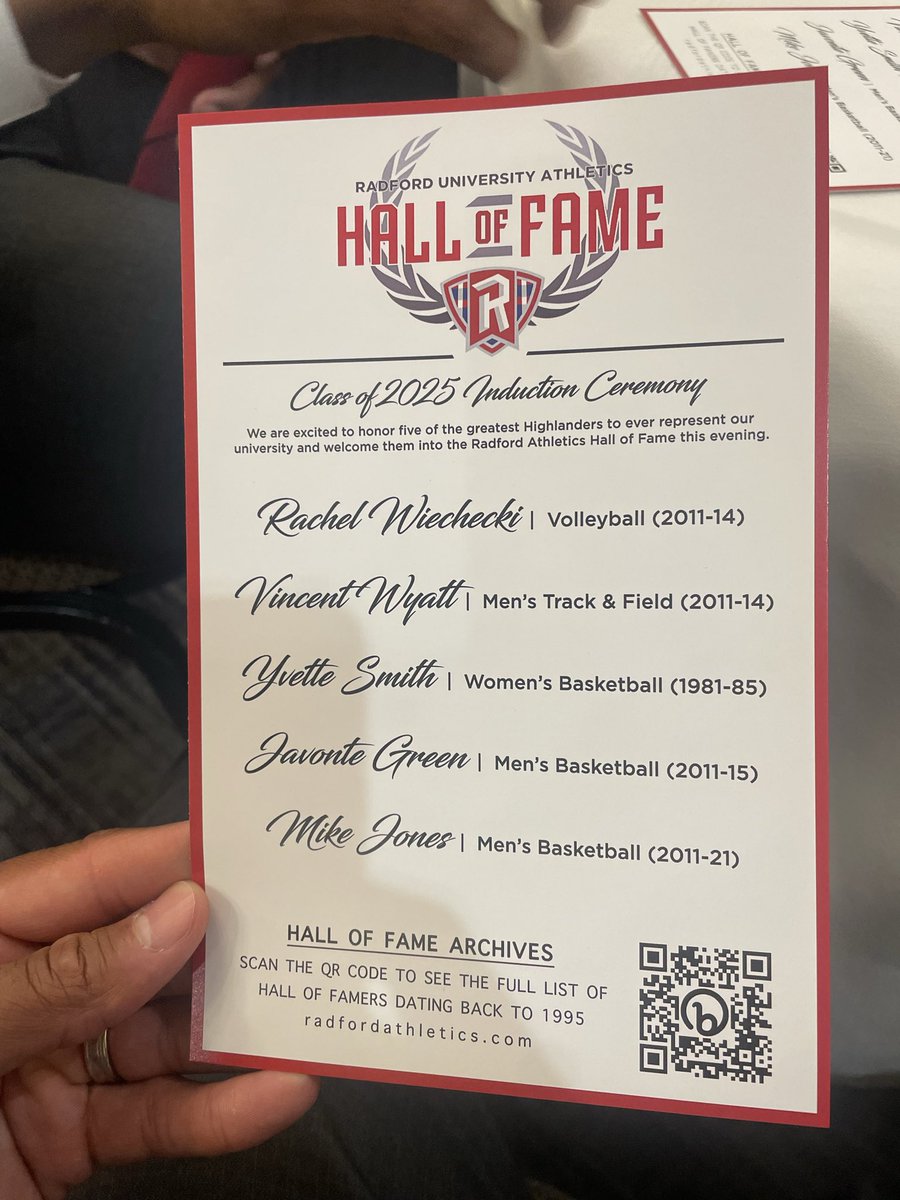 RADFORD UNIVERSITY ATHLETICS
HALL OF FAME
R
Class of 2025 Induction Ceremony
We are excited to honor five of the greatest Highlanders to ever represent our
university and welcome them into the Radford Athletics Hall of Fame this evening.
Rachel Wiechecki | Volleyball (2011-14)
Vincent Wyatt | Men's Track & Field (2011-14)
Yvette Smith | Women's Basketball (1981-85)
Javonte Green | Men's Basketball (2011-15)
Mike Jones | Men's Basketball (2011-21)
HALL OF FAME ARCHIVES
SCAN THE QR CODE TO SEE THE FULL LIST OF
HALL OF FAMERS DATING BACK TO 1995
radfordathletics.com
b